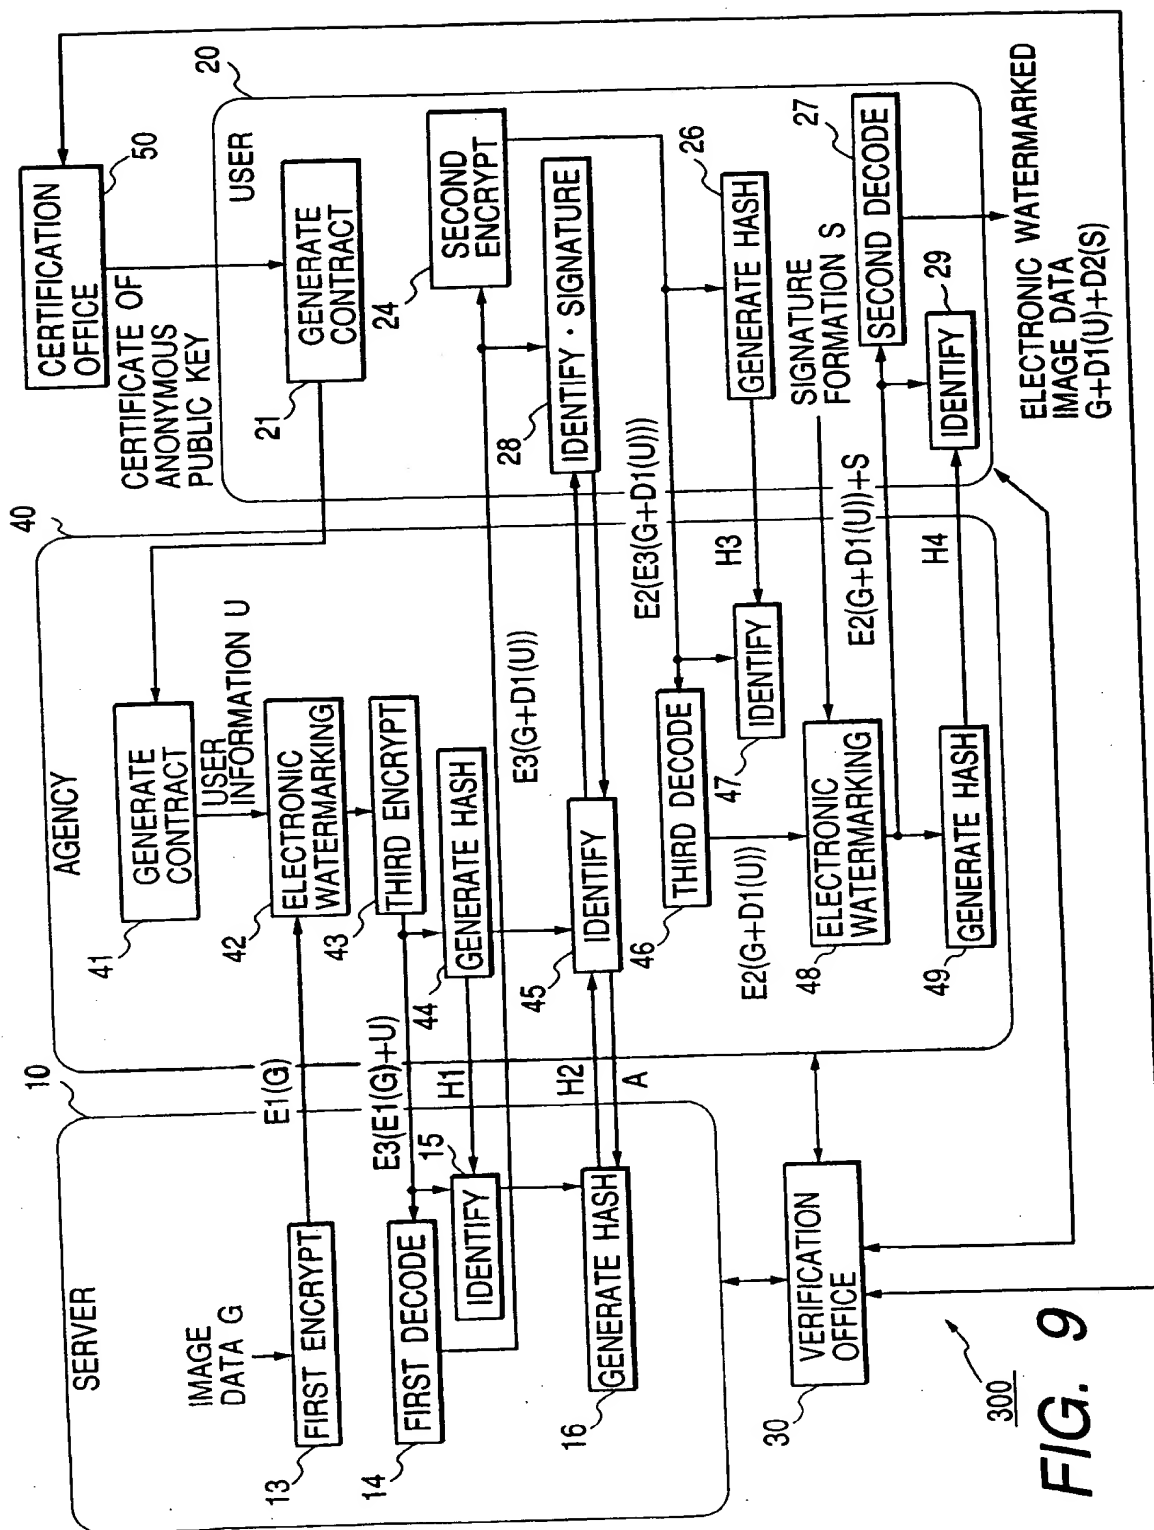 SERVER
10
IMAGE
DATA G
FIRST ENCRYPT
13
E1(G)
FIRST DECODE
14
E3(E1(G)+U)
15
IDENTIFY
H1
GENERATE HASH
16
H2
A
AGENCY
40
GENERATE
CONTRACT
41
USER
INFORMATION U
ELECTRONIC
WATERMARKING
42
THIRD ENCRYPT
43
GENERATE HASH
44
E3(G+D1(U))
IDENTIFY
45
THIRD DECODE
46
E2(E3(G+D1(U)))
IDENTIFY
47
H3
E2(G+D1(U))
ELECTRONIC
WATERMARKING
48
E2(G+D1(U))+S
GENERATE HASH
49
H4
CERTIFICATION
OFFICE
50
CERTIFICATE OF
ANONYMOUS
PUBLIC KEY
USER
20
GENERATE
CONTRACT
21
SECOND
ENCRYPT
24
IDENTIFY · SIGNATURE
28
GENERATE HASH
26
SIGNATURE
FORMATION S
SECOND DECODE
27
IDENTIFY
29
ELECTRONIC WATERMARKED
IMAGE DATA
G+D1(U)+D2(S)
VERIFICATION
OFFICE
30
300
FIG. 9